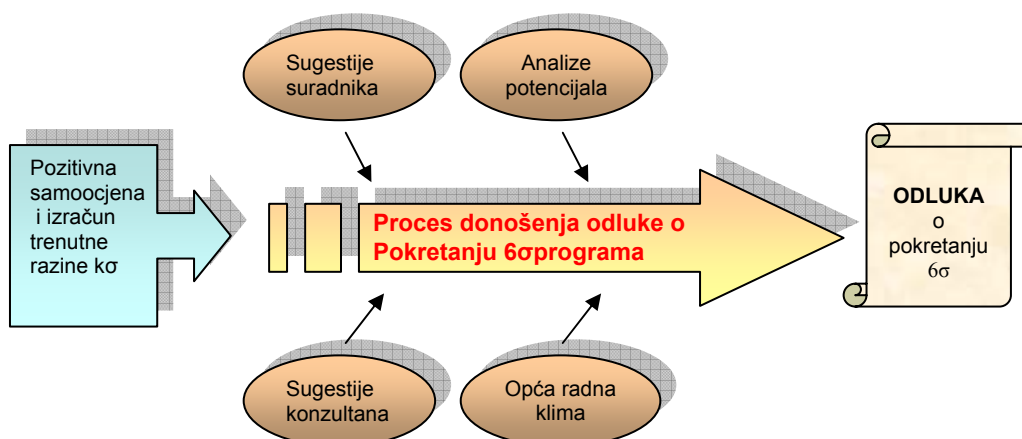 Sugestije
suradnika
Analize
potencijala
Pozitivna
samoocjena
i izračun
trenutne
razine kσ
Proces donošenja odluke o
Pokretanju 6σprograma
ODLUKA
o
pokretanju
6σ
Sugestije
konzultana
Opća radna
klima